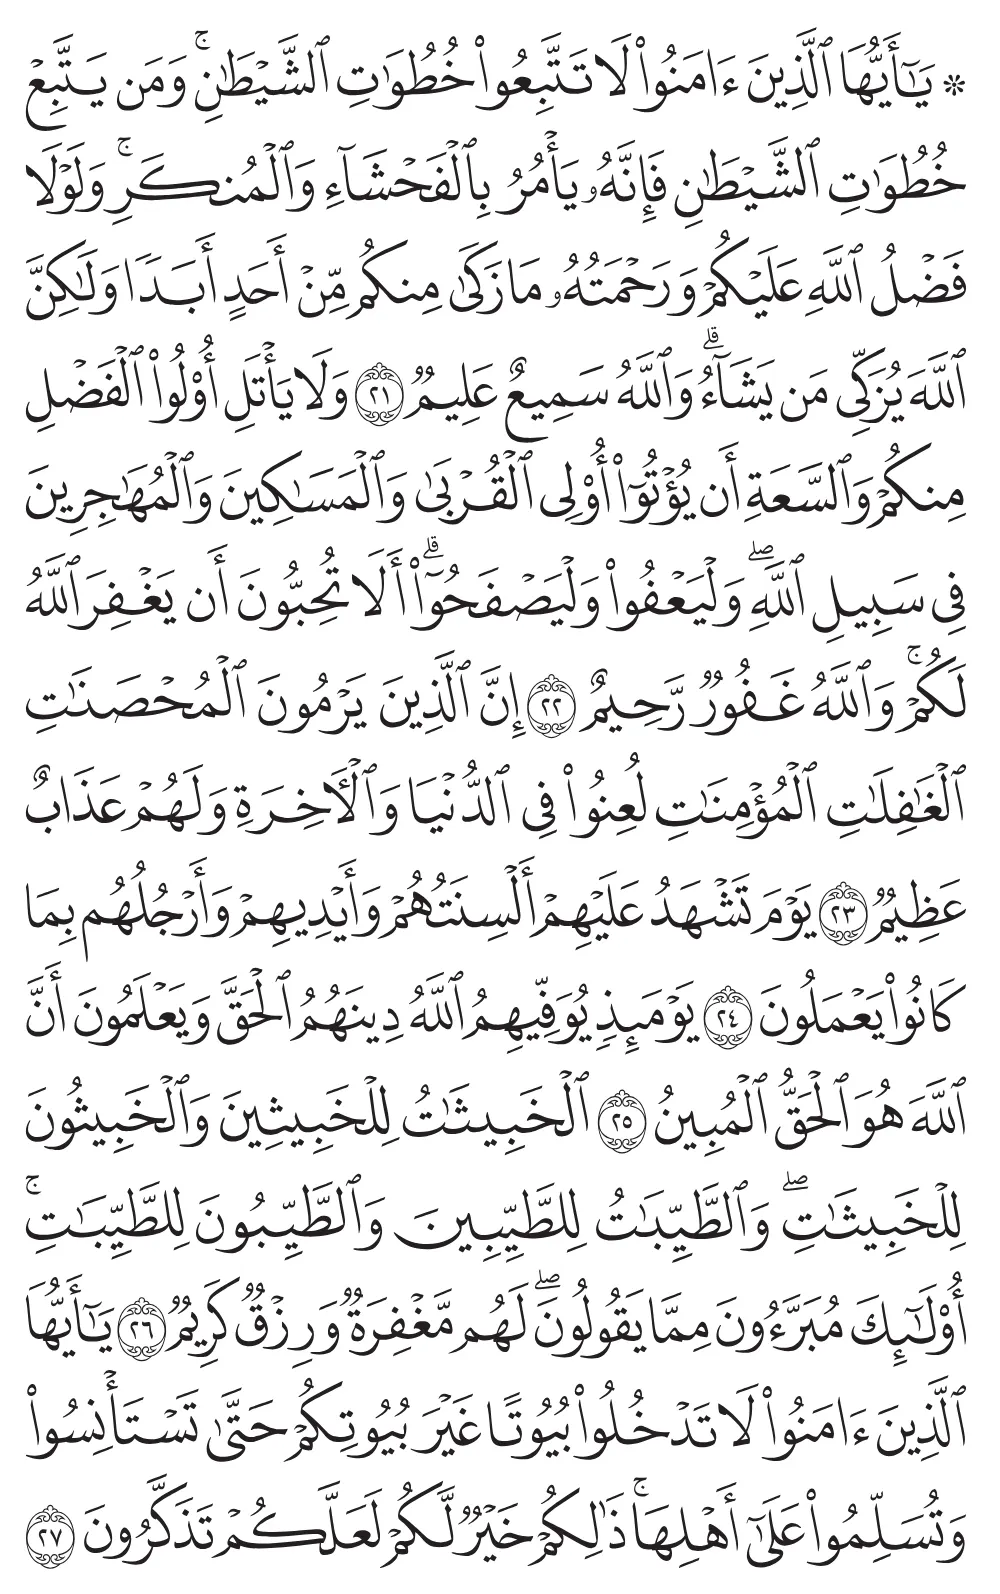 ۞ يَـٰٓأَيُّهَا ٱلَّذِينَ ءَامَنُوا۟ لَا تَتَّبِعُوا۟ خُطُوَٰتِ ٱلشَّيْطَـٰنِ ۚ وَمَن يَتَّبِعْ
خُطُوَٰتِ ٱلشَّيْطَـٰنِ فَإِنَّهُۥ يَأْمُرُ بِٱلْفَحْشَآءِ وَٱلْمُنكَرِ ۚ وَلَوْلَا
فَضْلُ ٱللَّهِ عَلَيْكُمْ وَرَحْمَتُهُۥ مَا زَكَىٰ مِنكُم مِّنْ أَحَدٍ أَبَدًا وَلَـٰكِنَّ
ٱللَّهَ يُزَكِّى مَن يَشَآءُ ۗ وَٱللَّهُ سَمِيعٌ عَلِيمٌ ٢١ وَلَا يَأْتَلِ أُو۟لُوا۟ ٱلْفَضْلِ
مِنكُمْ وَٱلسَّعَةِ أَن يُؤْتُوٓا۟ أُو۟لِى ٱلْقُرْبَىٰ وَٱلْمَسَـٰكِينَ وَٱلْمُهَـٰجِرِينَ
فِى سَبِيلِ ٱللَّهِ ۖ وَلْيَعْفُوا۟ وَلْيَصْفَحُوٓا۟ ۗ أَلَا تُحِبُّونَ أَن يَغْفِرَ ٱللَّهُ
لَكُمْ ۚ وَٱللَّهُ غَفُورٌ رَّحِيمٌ ٢٢ إِنَّ ٱلَّذِينَ يَرْمُونَ ٱلْمُحْصَنَـٰتِ
ٱلْغَـٰفِلَـٰتِ ٱلْمُؤْمِنَـٰتِ لُعِنُوا۟ فِى ٱلدُّنْيَا وَٱلْـَٔاخِرَةِ وَلَهُمْ عَذَابٌ
عَظِيمٌ ٢٣ يَوْمَ تَشْهَدُ عَلَيْهِمْ أَلْسِنَتُهُمْ وَأَيْدِيهِمْ وَأَرْجُلُهُم بِمَا
كَانُوا۟ يَعْمَلُونَ ٢٤ يَوْمَئِذٍ يُوَفِّيهِمُ ٱللَّهُ دِينَهُمُ ٱلْحَقَّ وَيَعْلَمُونَ أَنَّ
ٱللَّهَ هُوَ ٱلْحَقُّ ٱلْمُبِينُ ٢٥ ٱلْخَبِيثَـٰتُ لِلْخَبِيثِينَ وَٱلْخَبِيثُونَ
لِلْخَبِيثَـٰتِ ۖ وَٱلطَّيِّبَـٰتُ لِلطَّيِّبِينَ وَٱلطَّيِّبُونَ لِلطَّيِّبَـٰتِ ۚ
أُو۟لَـٰٓئِكَ مُبَرَّءُونَ مِمَّا يَقُولُونَ ۖ لَهُم مَّغْفِرَةٌ وَرِزْقٌ كَرِيمٌ ٢٦ يَـٰٓأَيُّهَا
ٱلَّذِينَ ءَامَنُوا۟ لَا تَدْخُلُوا۟ بُيُوتًا غَيْرَ بُيُوتِكُمْ حَتَّىٰ تَسْتَأْنِسُوا۟
وَتُسَلِّمُوا۟ عَلَىٰٓ أَهْلِهَا ۚ ذَٰلِكُمْ خَيْرٌ لَّكُمْ لَعَلَّكُمْ تَذَكَّرُونَ ٢٧